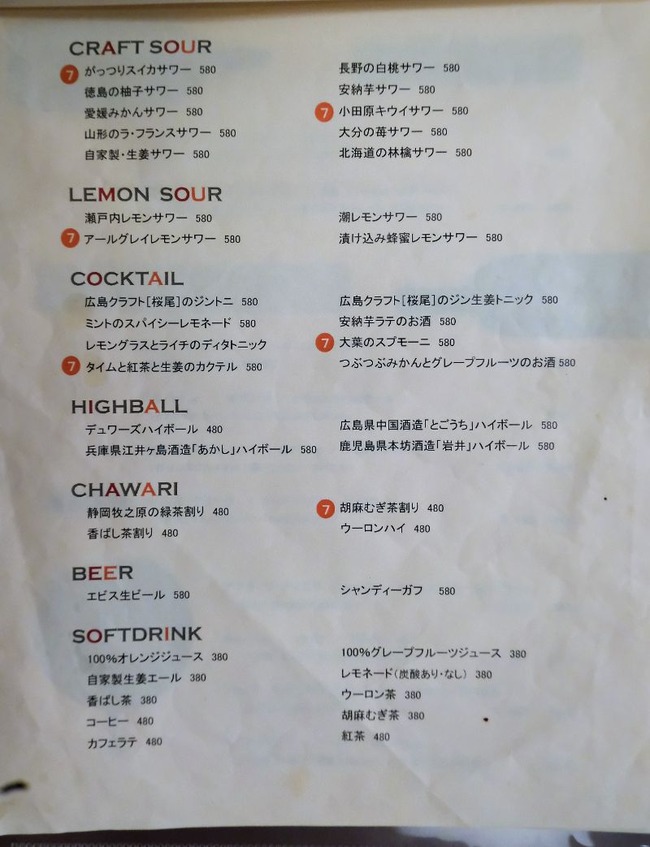 CRAFT SOUR
7 がっつりスイカサワー 580
徳島の柚子サワー 580
愛媛みかんサワー 580
山形のラ・フランスサワー 580
自家製・生姜サワー 580
長野の白桃サワー 580
安納芋サワー 580
7 小田原キウイサワー 580
大分の苺サワー 580
北海道の林檎サワー 580
LEMON SOUR
瀬戸内レモンサワー 580
7 アールグレイレモンサワー 580
潮レモンサワー 580
漬け込み蜂蜜レモンサワー 580
COCKTAIL
広島クラフト[桜尾]のジントニ 580
ミントのスパイシーレモネード 580
レモングラスとライチのディタトニック
7 タイムと紅茶と生姜のカクテル 580
広島クラフト[桜尾]のジン生姜トニック 580
安納芋ラテのお酒 580
7 大葉のスプモーニ 580
つぶつぶみかんとグレープフルーツのお酒 580
HIGHBALL
デュワーズハイボール 480
兵庫県江井ヶ島酒造「あかし」ハイボール 580
広島県中国酒造「とごうち」ハイボール 580
鹿児島県本坊酒造「岩井」ハイボール 580
CHAWARI
静岡牧之原の緑茶割り 480
香ばし茶割り 480
7 胡麻むぎ茶割り 480
ウーロンハイ 480
BEER
エビス生ビール 580
シャンディーガフ 580
SOFTDRINK
100%オレンジジュース 380
自家製生姜エール 380
香ばし茶 380
コーヒー 480
カフェラテ 480
100%グレープフルーツジュース 380
レモネード(炭酸あり・なし) 380
ウーロン茶 380
胡麻むぎ茶 380
紅茶 480